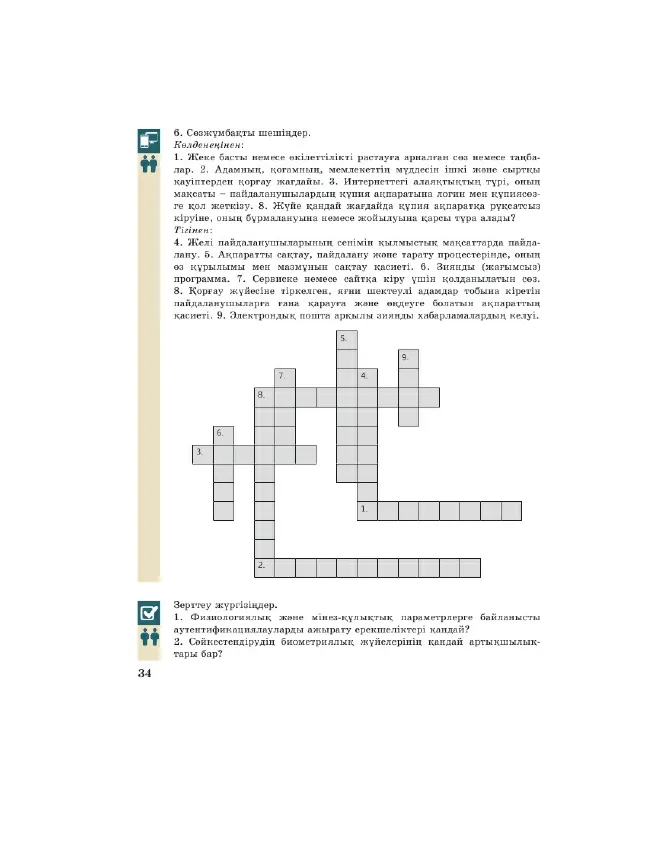 6. Сөзжұмбақты шешіңдер.
Көлденеңінен:
1. Жеке басты немесе өкілеттілікті растауға арналған сөз немесе таңба-
лар. 2. Адамның, қоғамның, мемлекеттің мүддесін ішкі және сыртқы
қауіптерден қорғау жағдайы. 3. Интернеттегі алаяқтықтың түрі, оның
мақсаты – пайдаланушылардың құпия ақпаратына логин мен құпиясөз-
ге қол жеткізу. 8. Жүйе қандай жағдайда құпия ақпаратқа рұқсатсыз
кіруіне, оның бұрмалануына немесе жойылуына қарсы тұра алады?
Тігінен:
4. Желі пайдаланушыларының сенімін қылмыстық мақсаттарда пайда-
лану. 5. Ақпаратты сақтау, пайдалану және тарату процестерінде, оның
өз құрылымы мен мазмұнын сақтау қасиеті. 6. Зиянды (жағымсыз)
программа. 7. Сервиске немесе сайтқа кіру үшін қолданылатын сөз.
8. Қорғау жүйесіне тіркелген, яғни шектеулі адамдар тобына кіретін
пайдаланушыларға ғана қарауға және өңдеуге болатын ақпараттың
қасиеті. 9. Электрондық пошта арқылы зиянды хабарламалардың келуі.
5.
9.
7. 4.
8.
6.
3.
1.
2.
Зерттеу жүргізіңдер.
1. Физиологиялық және мінез-құлықтық параметрлерге байланысты
аутентификациялауларды ажырату ерекшеліктері қандай?
2. Сәйкестендірудің биометриялық жүйелерінің қандай артықшылық-
тары бар?
34